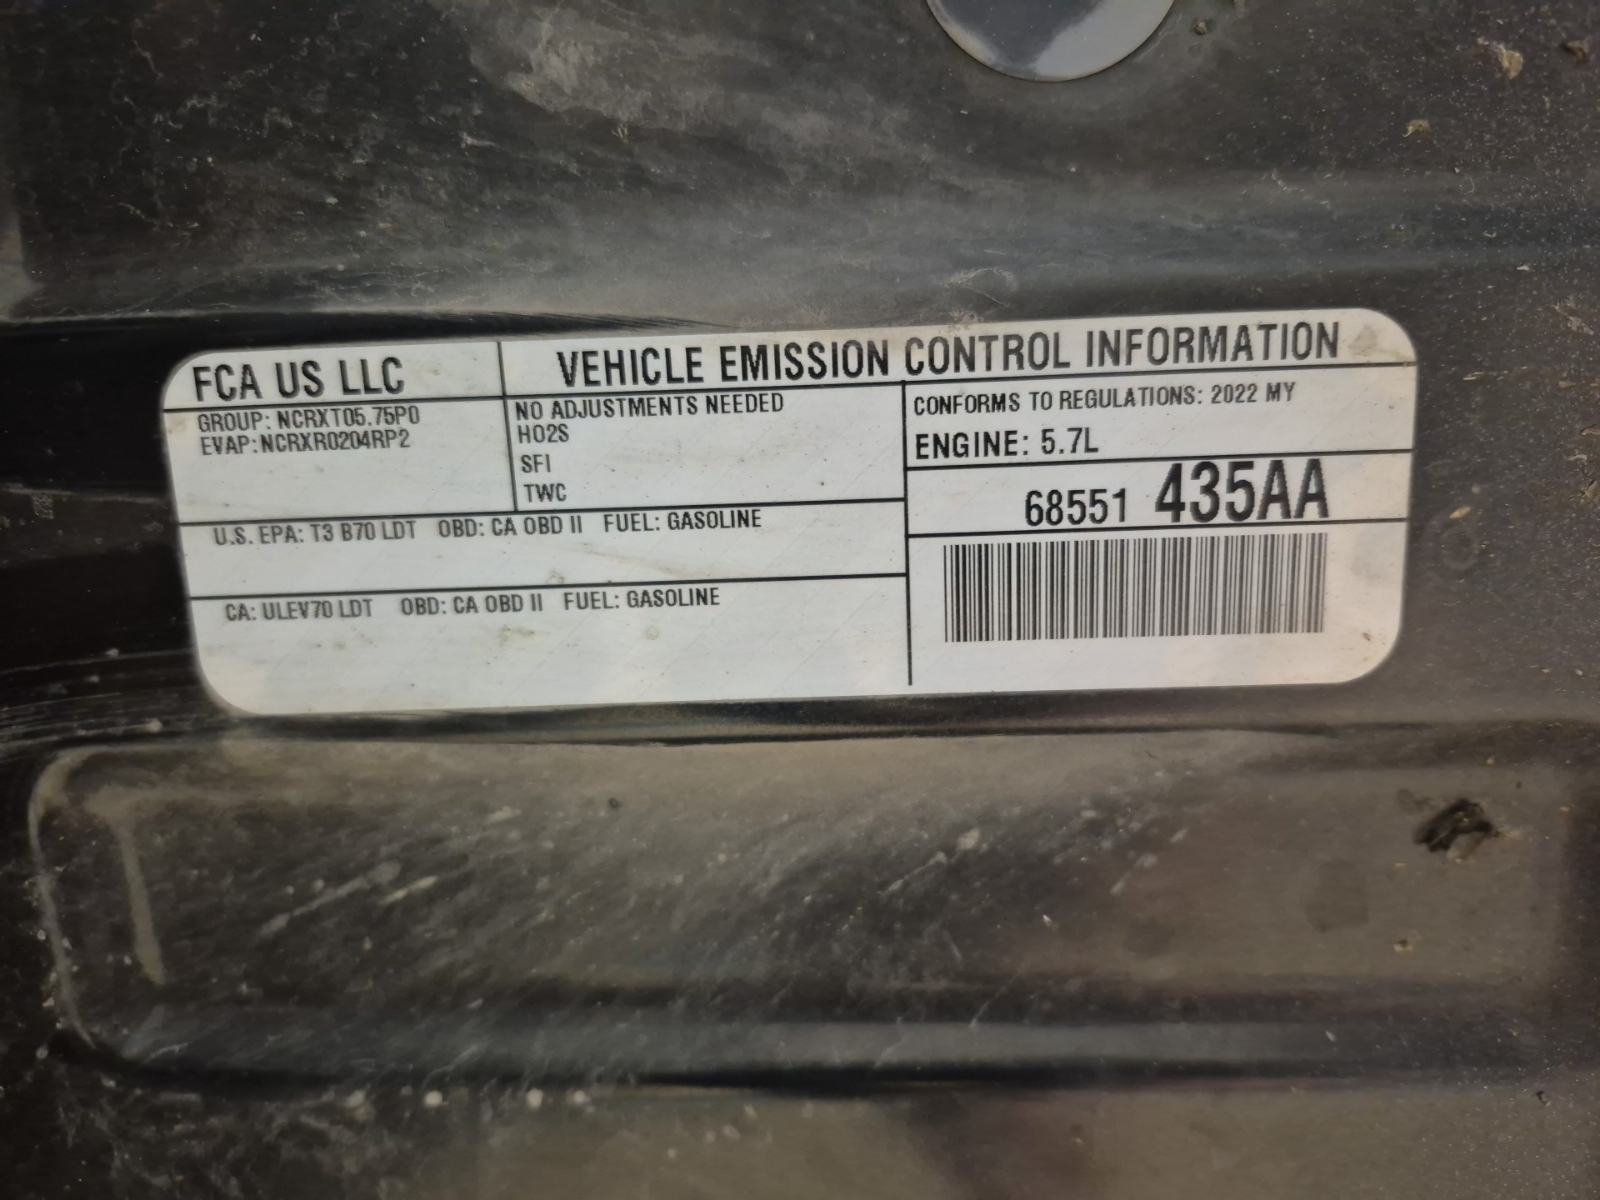 FCA US LLC
VEHICLE EMISSION CONTROL INFORMATION
GROUP: NCRXT05.75P0
EVAP: NCRXR0204RP2
NO ADJUSTMENTS NEEDED
HO2S
SFI
TWC
CONFORMS TO REGULATIONS: 2022 MY
ENGINE: 5.7L
68551 435AA
U.S. EPA: T3 B70 LDT OBD: CA OBD II FUEL: GASOLINE
CA: ULEV70 LDT OBD: CA OBD II FUEL: GASOLINE